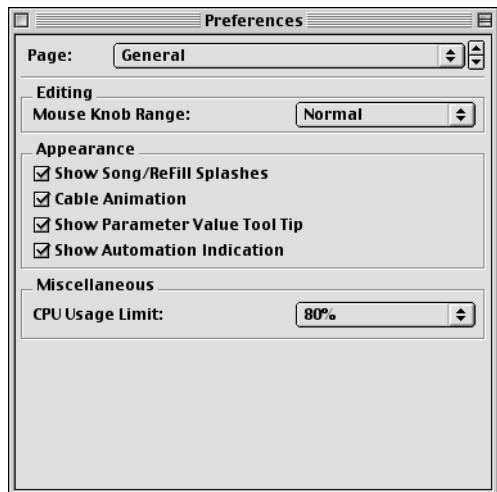 Preferences
Page: General
Editing
Mouse Knob Range: Normal
Appearance
Show Song/ReFill Splashes
Cable Animation
Show Parameter Value Tool Tip
Show Automation Indication
Miscellaneous
CPU Usage Limit: 80%